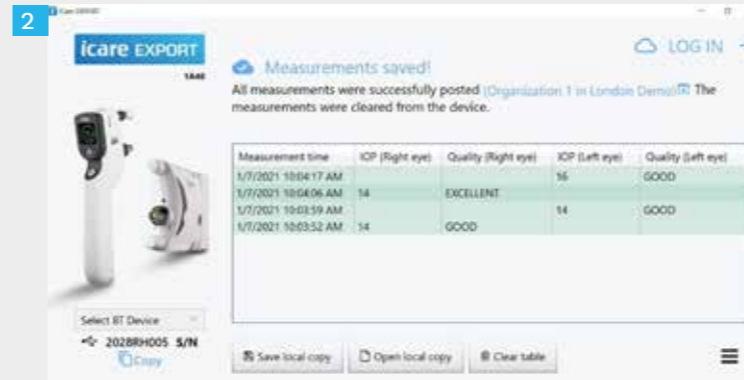 2
iCare EXPORT
icare EXPORT
LOG IN
Measurements saved!
All measurements were successfully posted (Organization 1 in London Demo) The
measurements were cleared from the device.
Measurement time IOP (Right eye) Quality (Right eye) IOP (Left eye) Quality (Left eye)
1/7/2021 10:04:17 AM 16 GOOD
1/7/2021 10:04:06 AM 14 EXCELLENT
1/7/2021 10:03:59 AM 14 GOOD
1/7/2021 10:03:52 AM 14 GOOD
Select BT Device
2028RH005 S/N
Copy
Save local copy Open local copy Clear table